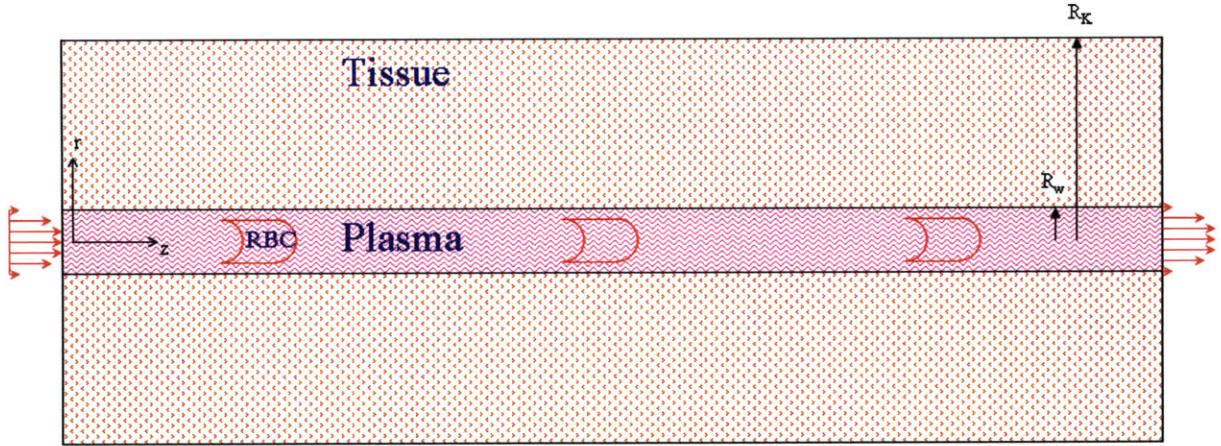 R_K
Tissue
r
R_w
RBC
Plasma
z